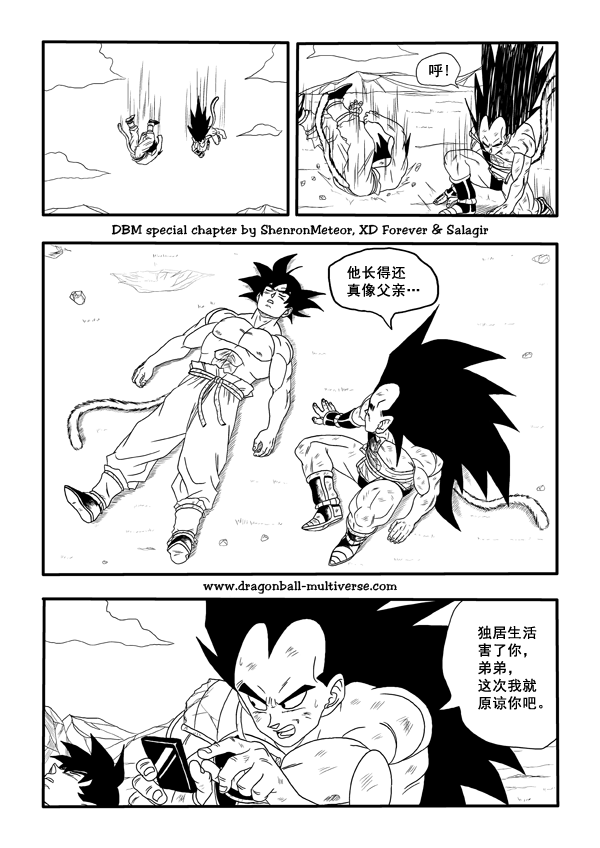 呼！
DBM special chapter by ShenronMeteor, XD Forever & Salagir
他长得还
真像父亲…
www.dragonball-multiverse.com
独居生活
害了你，
弟弟，
这次我就
原谅你吧。